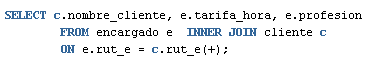 SELECT c.nombre_cliente, e.tarifa_hora, e.profesion
FROM encargado e INNER JOIN cliente c
ON e.rut_e = c.rut_e(+);